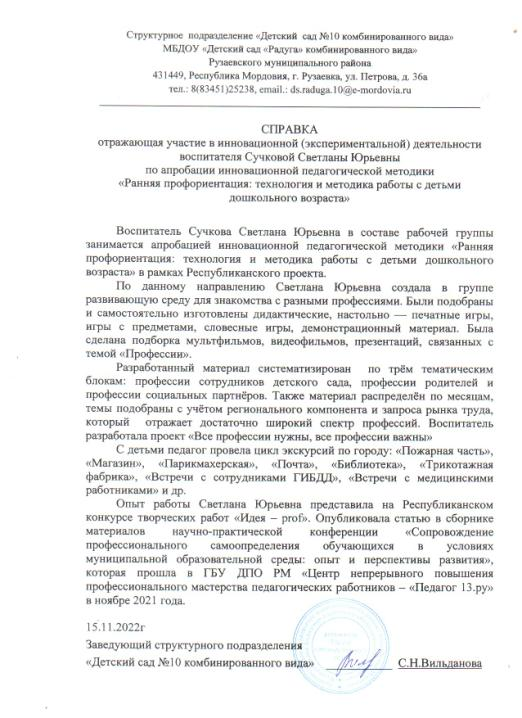 Структурное подразделение «Детский сад №10 комбинированного вида»
МБДОУ «Детский сад «Радуга» комбинированного вида»
Рузаевского муниципального района
431449, Республика Мордовия, г. Рузаевка, ул. Петрова, д. 36а
тел.: 8(83451)25238, email.: ds.raduga.10@e-mordovia.ru
СПРАВКА
отражающая участие в инновационной (экспериментальной) деятельности
воспитателя Сучковой Светланы Юрьевны
по апробации инновационной педагогической методики
«Ранняя профориентация: технология и методика работы с детьми
дошкольного возраста»
Воспитатель Сучкова Светлана Юрьевна в составе рабочей группы
занимается апробацией инновационной педагогической методики «Ранняя
профориентация: технология и методика работы с детьми дошкольного
возраста» в рамках Республиканского проекта.
По данному направлению Светлана Юрьевна создала в группе
развивающую среду для знакомства с разными профессиями. Были подобраны
и самостоятельно изготовлены дидактические, настольно — печатные игры,
игры с предметами, словесные игры, демонстрационный материал. Была
сделана подборка мультфильмов, видеофильмов, презентаций, связанных с
темой «Профессии».
Разработанный материал систематизирован по трём тематическим
блокам: профессии сотрудников детского сада, профессии родителей и
профессии социальных партнёров. Также материал распределён по месяцам,
темы подобраны с учётом регионального компонента и запроса рынка труда,
который отражает достаточно широкий спектр профессий. Воспитатель
разработала проект «Все профессии нужны, все профессии важны»
С детьми педагог провела цикл экскурсий по городу: «Пожарная часть»,
«Магазин», «Парикмахерская», «Почта», «Библиотека», «Трикотажная
фабрика», «Встречи с сотрудниками ГИБДД», «Встречи с медицинскими
работниками» и др.
Опыт работы Светлана Юрьевна представила на Республиканском
конкурсе творческих работ «Идея – prof». Опубликовала статью в сборнике
материалов научно-практической конференции «Сопровождение
профессионального самоопределения обучающихся в условиях
муниципальной образовательной среды: опыт и перспективы развития»,
которая прошла в ГБУ ДПО РМ «Центр непрерывного повышения
профессионального мастерства педагогических работников – «Педагог 13.ру»
в ноябре 2021 года.
15.11.2022г
Заведующий структурного подразделения
«Детский сад №10 комбинированного вида» С.Н.Вильданова